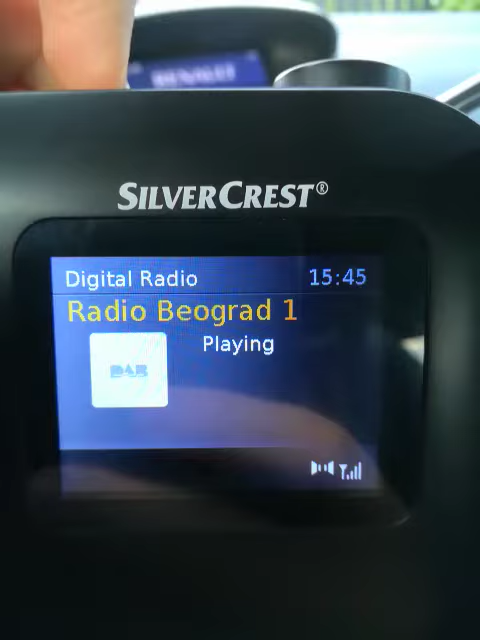 SILVERCREST®
Digital Radio 15:45
Radio Beograd 1
Playing
DAB